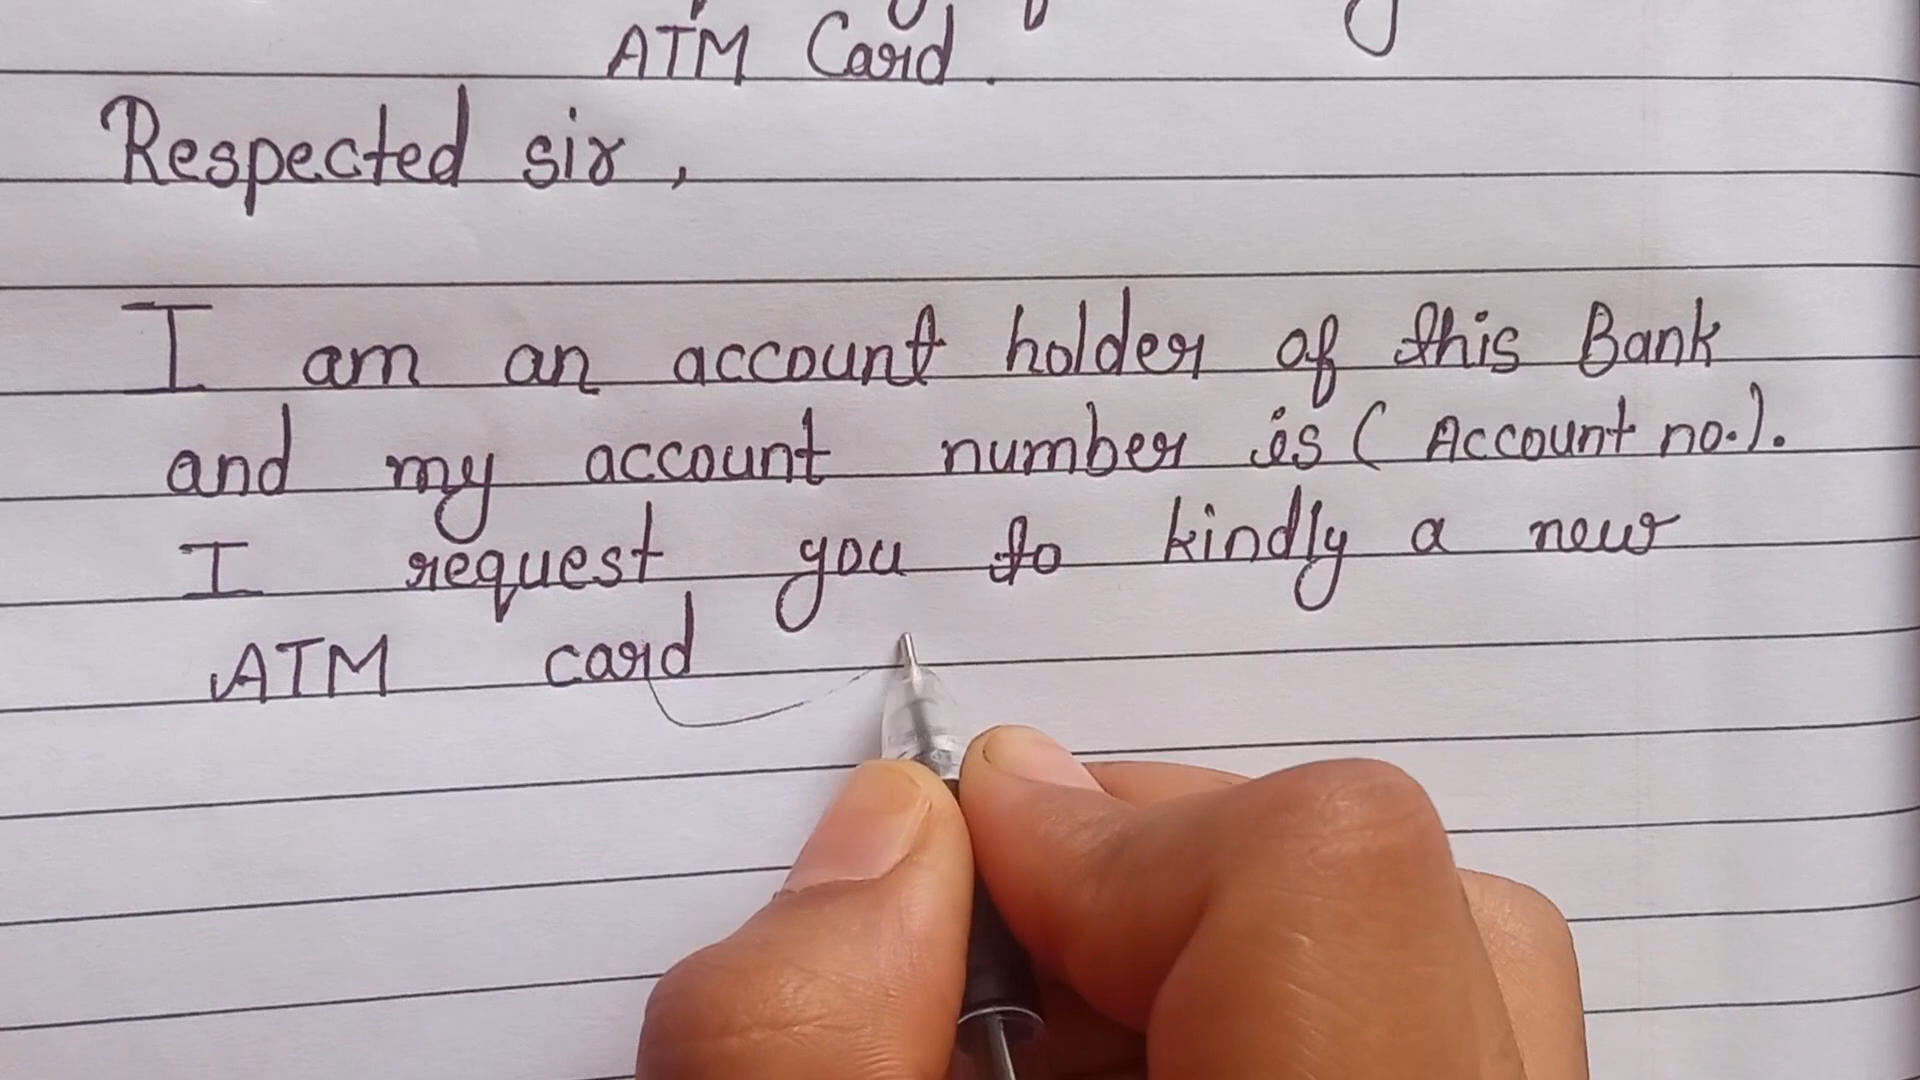 ATM Card.
Respected sir,
I am an account holder of this Bank
and my account number is ( Account no.).
I request you to kindly a new
ATM card